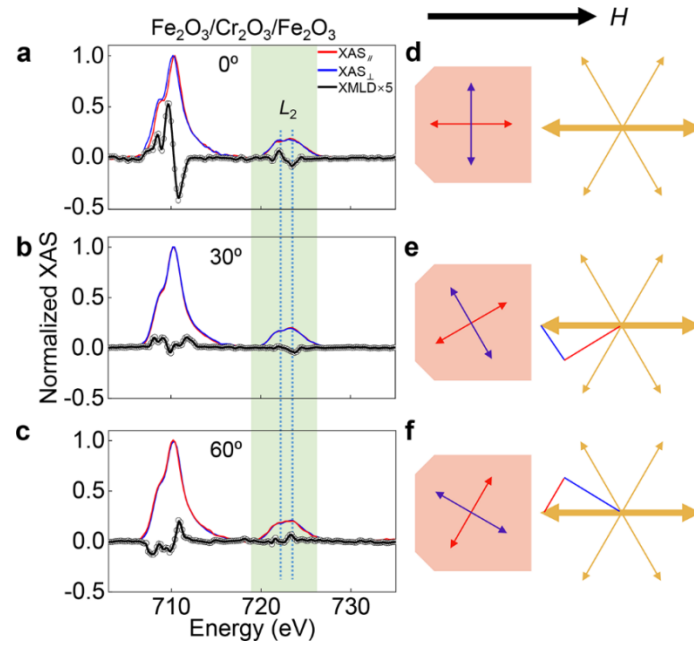 Fe₂O₃/Cr₂O₃/Fe₂O₃
H
a
0º
XAS∥
XAS⊥
XMLD×5
L₂
1.0
0.5
0.0
-0.5
d
b
30º
1.0
0.5
0.0
-0.5
e
c
60º
1.0
0.5
0.0
-0.5
f
Normalized XAS
710
720
730
Energy (eV)